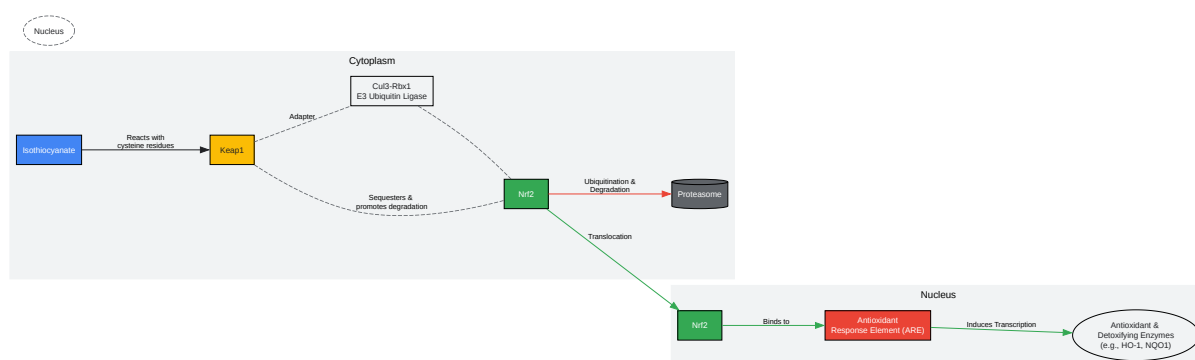 Nucleus
Cytoplasm
Cul3-Rbx1
E3 Ubiquitin Ligase
Adapter
Isothiocyanate
Reacts with
cysteine residues
Keap1
Sequesters &
promotes degradation
Nrf2
Ubiquitination &
Degradation
Proteasome
Translocation
Nucleus
Nrf2
Binds to
Antioxidant
Response Element (ARE)
Induces Transcription
Antioxidant &
Detoxifying Enzymes
(e.g., HO-1, NQO1)